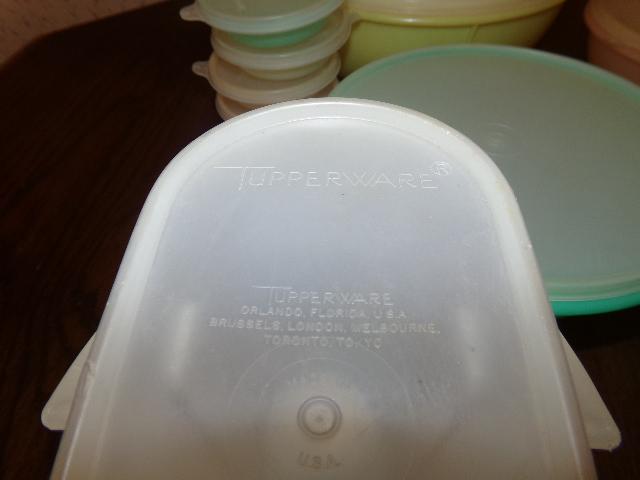 TUPPERWARE®
TUPPERWARE
ORLANDO, FLORIDA, U.S.A.
BRUSSELS, LONDON, MELBOURNE,
TORONTO, TOKYO
U.S.A.